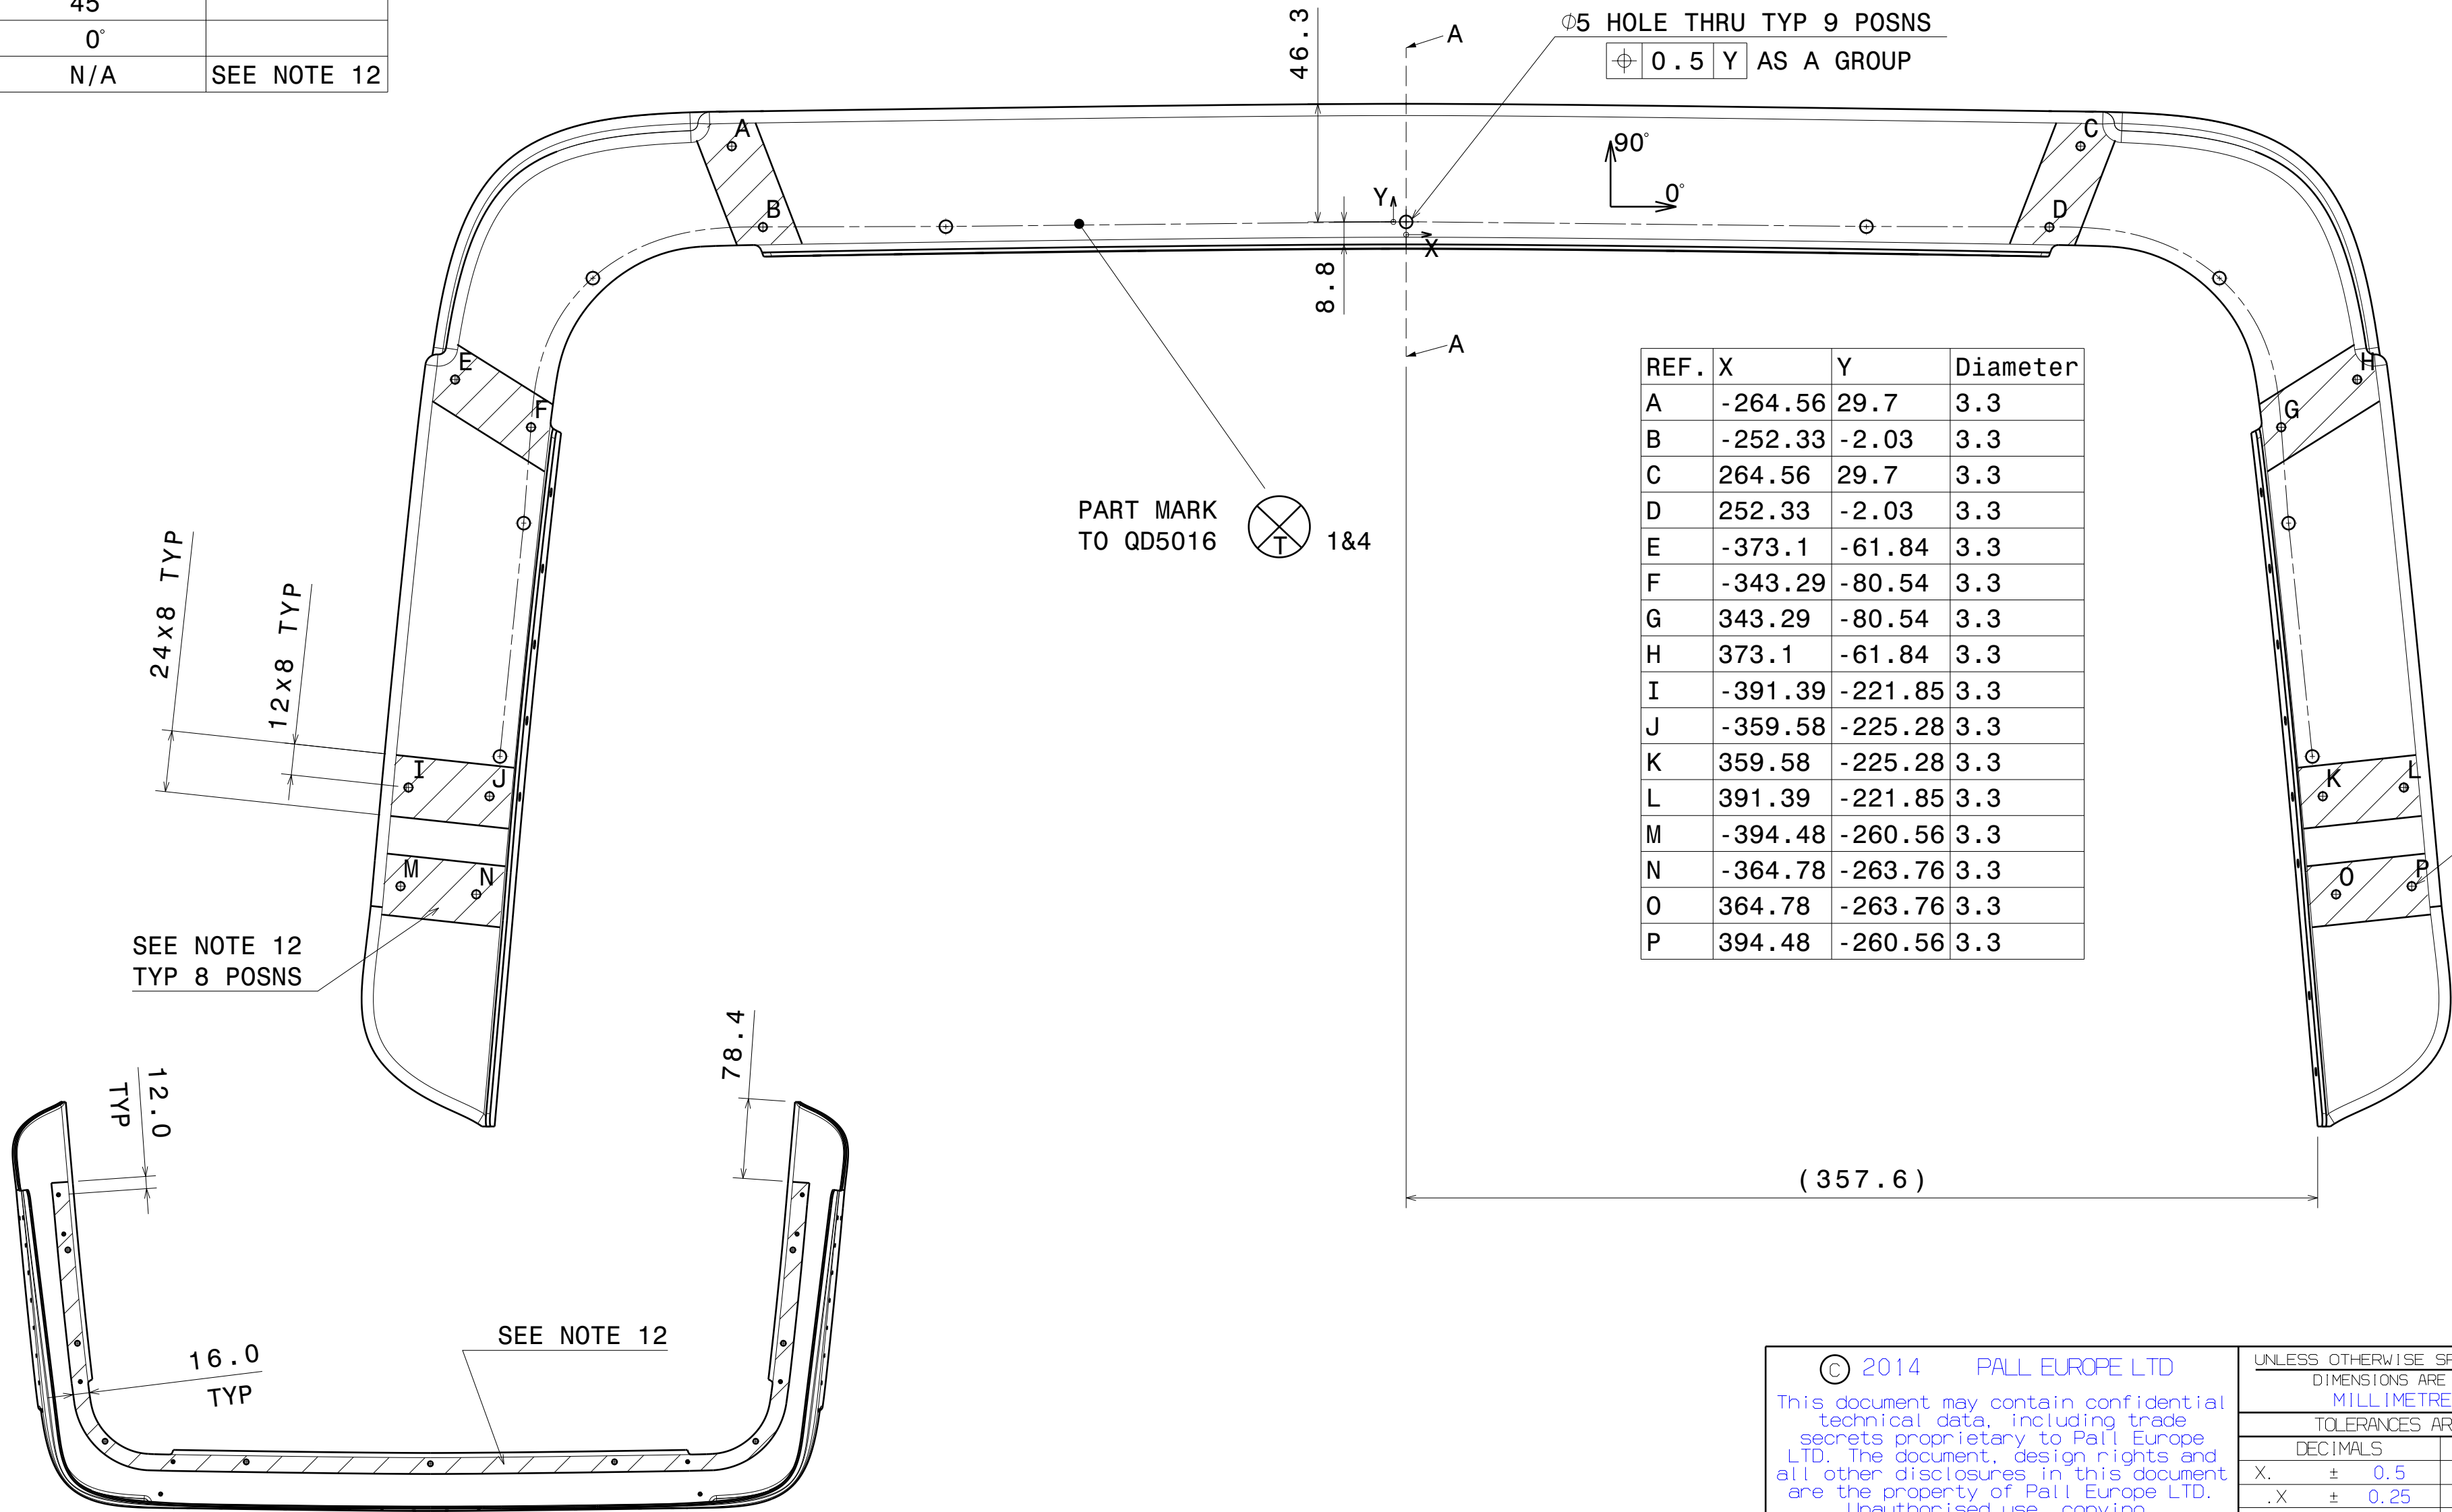 45
0°
N/A SEE NOTE 12
46.3
A
⌀5 HOLE THRU TYP 9 POSNS
⌖ 0.5 Y AS A GROUP
A
C
90°
0°
Y
X
B
D
8.8
A
E
F
H
G
PART MARK
TO QD5016
T
1&4
REF. X Y Diameter
A -264.56 29.7 3.3
B -252.33 -2.03 3.3
C 264.56 29.7 3.3
D 252.33 -2.03 3.3
E -373.1 -61.84 3.3
F -343.29 -80.54 3.3
G 343.29 -80.54 3.3
H 373.1 -61.84 3.3
I -391.39 -221.85 3.3
J -359.58 -225.28 3.3
K 359.58 -225.28 3.3
L 391.39 -221.85 3.3
M -394.48 -260.56 3.3
N -364.78 -263.76 3.3
O 364.78 -263.76 3.3
P 394.48 -260.56 3.3
24x8 TYP
12x8 TYP
I
J
K
L
M
N
O
P
SEE NOTE 12
TYP 8 POSNS
78.4
12.0
TYP
(357.6)
SEE NOTE 12
16.0
TYP
© 2014 PALL EUROPE LTD
This document may contain confidential
technical data, including trade
secrets proprietary to Pall Europe
LTD. The document, design rights and
all other disclosures in this document
are the property of Pall Europe LTD.
Unauthorised use, copying
UNLESS OTHERWISE
DIMENSIONS ARE
MILLIMETRE
TOLERANCES
DECIMALS
X. ± 0.5
.X ± 0.25